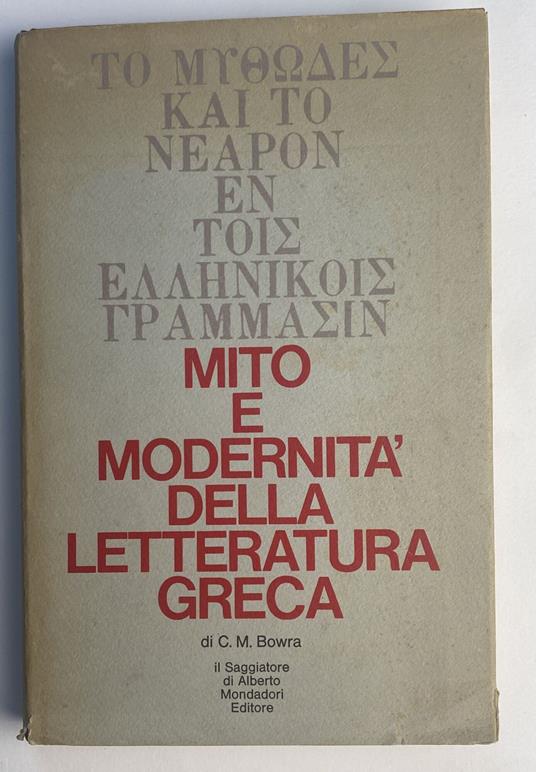 ΤΟ ΜΥΘΩΔΕΣ
ΚΑΙ ΤΟ
ΝΕΑΡΟΝ
ΕΝ
ΤΟΙΣ
ΕΛΛΗΝΙΚΟΙΣ
ΓΡΑΜΜΑΣΙΝ
MITO
E
MODERNITA’
DELLA
LETTERATURA
GRECA
di C. M. Bowra
il Saggiatore
di Alberto
Mondadori
Editore